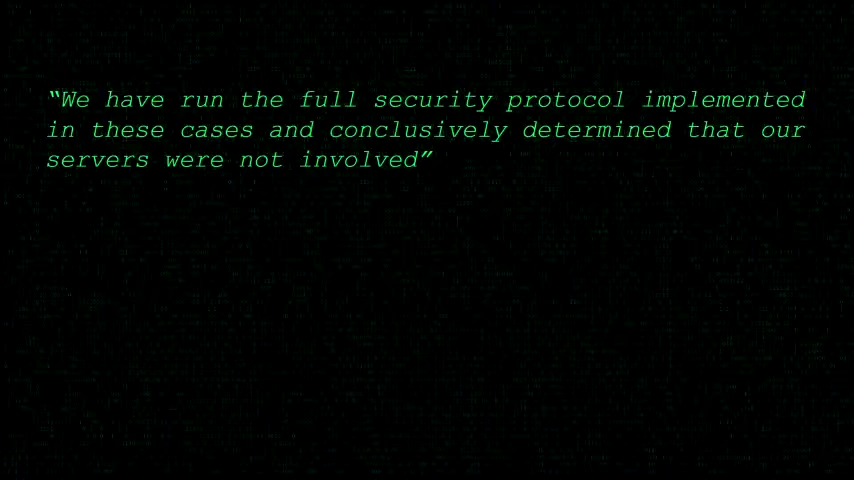 “We have run the full security protocol implemented
in these cases and conclusively determined that our
servers were not involved”